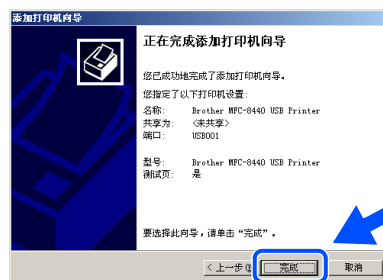 添加打印机向导
正在完成添加打印机向导
您已成功地完成了添加打印机向导。
您指定了以下打印机设置:
名称: Brother MFC-8440 USB Printer
共享为: <未共享>
端口: USB001
型号: Brother MFC-8440 USB Printer
测试页: 是
要选择此向导，请单击“完成”。
< 上一步(B) 完成 取消